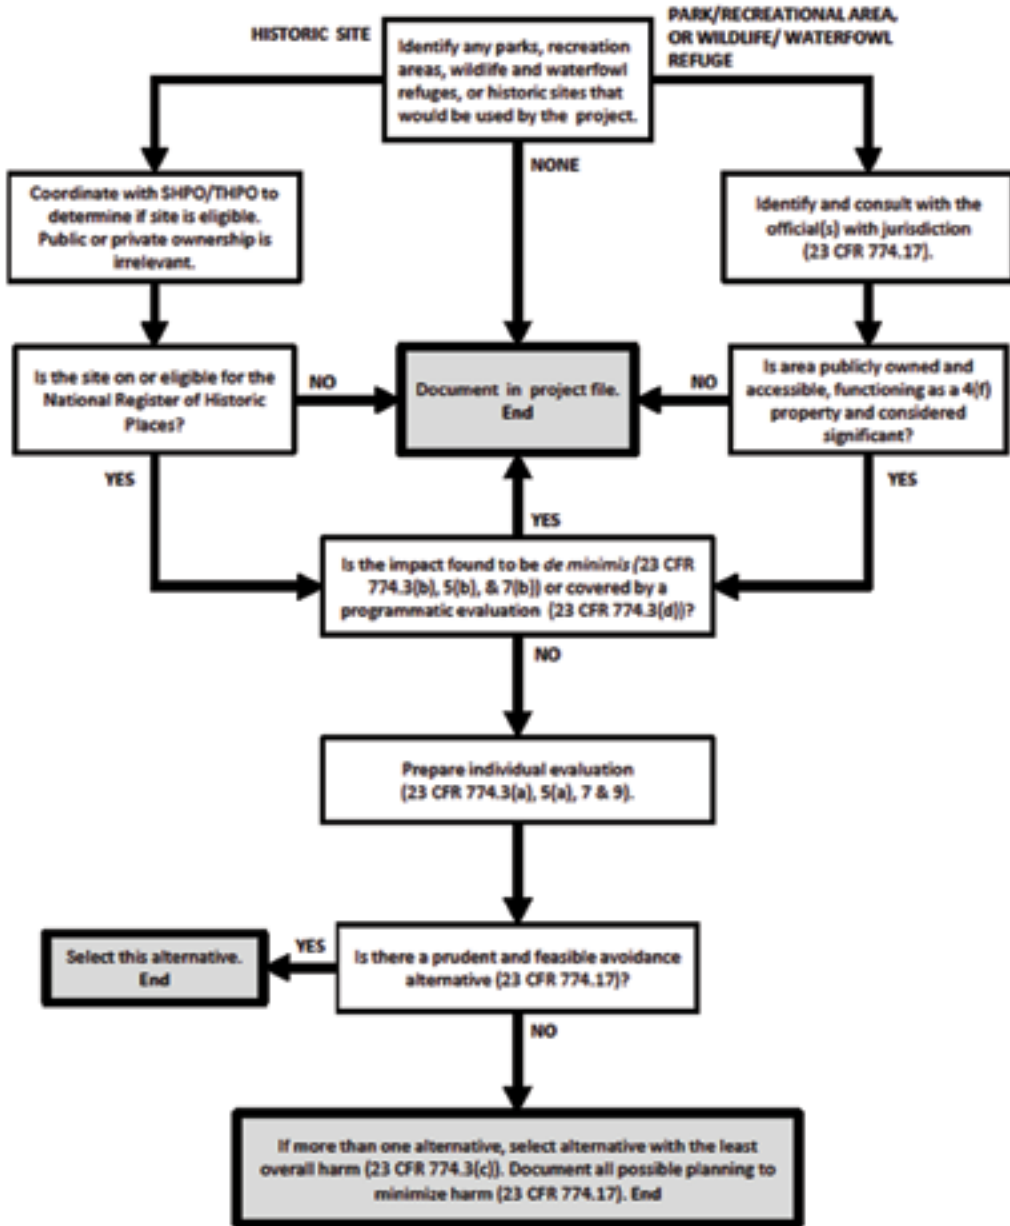 HISTORIC SITE
PARK/RECREATIONAL AREA,
OR WILDLIFE/ WATERFOWL
REFUGE
Identify any parks, recreation
areas, wildlife and waterfowl
refuges, or historic sites that
would be used by the project.
NONE
Coordinate with SHPO/THPO to
determine if site is eligible.
Public or private ownership is
irrelevant.
Identify and consult with the
official(s) with jurisdiction
(23 CFR 774.17).
Is the site on or eligible for the
National Register of Historic
Places?
NO
Document in project file.
End
NO
Is area publicly owned and
accessible, functioning as a 4(f)
property and considered
significant?
YES
YES
YES
Is the impact found to be de minimis (23 CFR
774.3(b), 5(b), & 7(b)) or covered by a
programmatic evaluation (23 CFR 774.3(d))?
NO
Prepare individual evaluation
(23 CFR 774.3(a), 5(a), 7 & 9).
Select this alternative.
End
YES
Is there a prudent and feasible avoidance
alternative (23 CFR 774.17)?
NO
If more than one alternative, select alternative with the least
overall harm (23 CFR 774.3(c)). Document all possible planning to
minimize harm (23 CFR 774.17). End